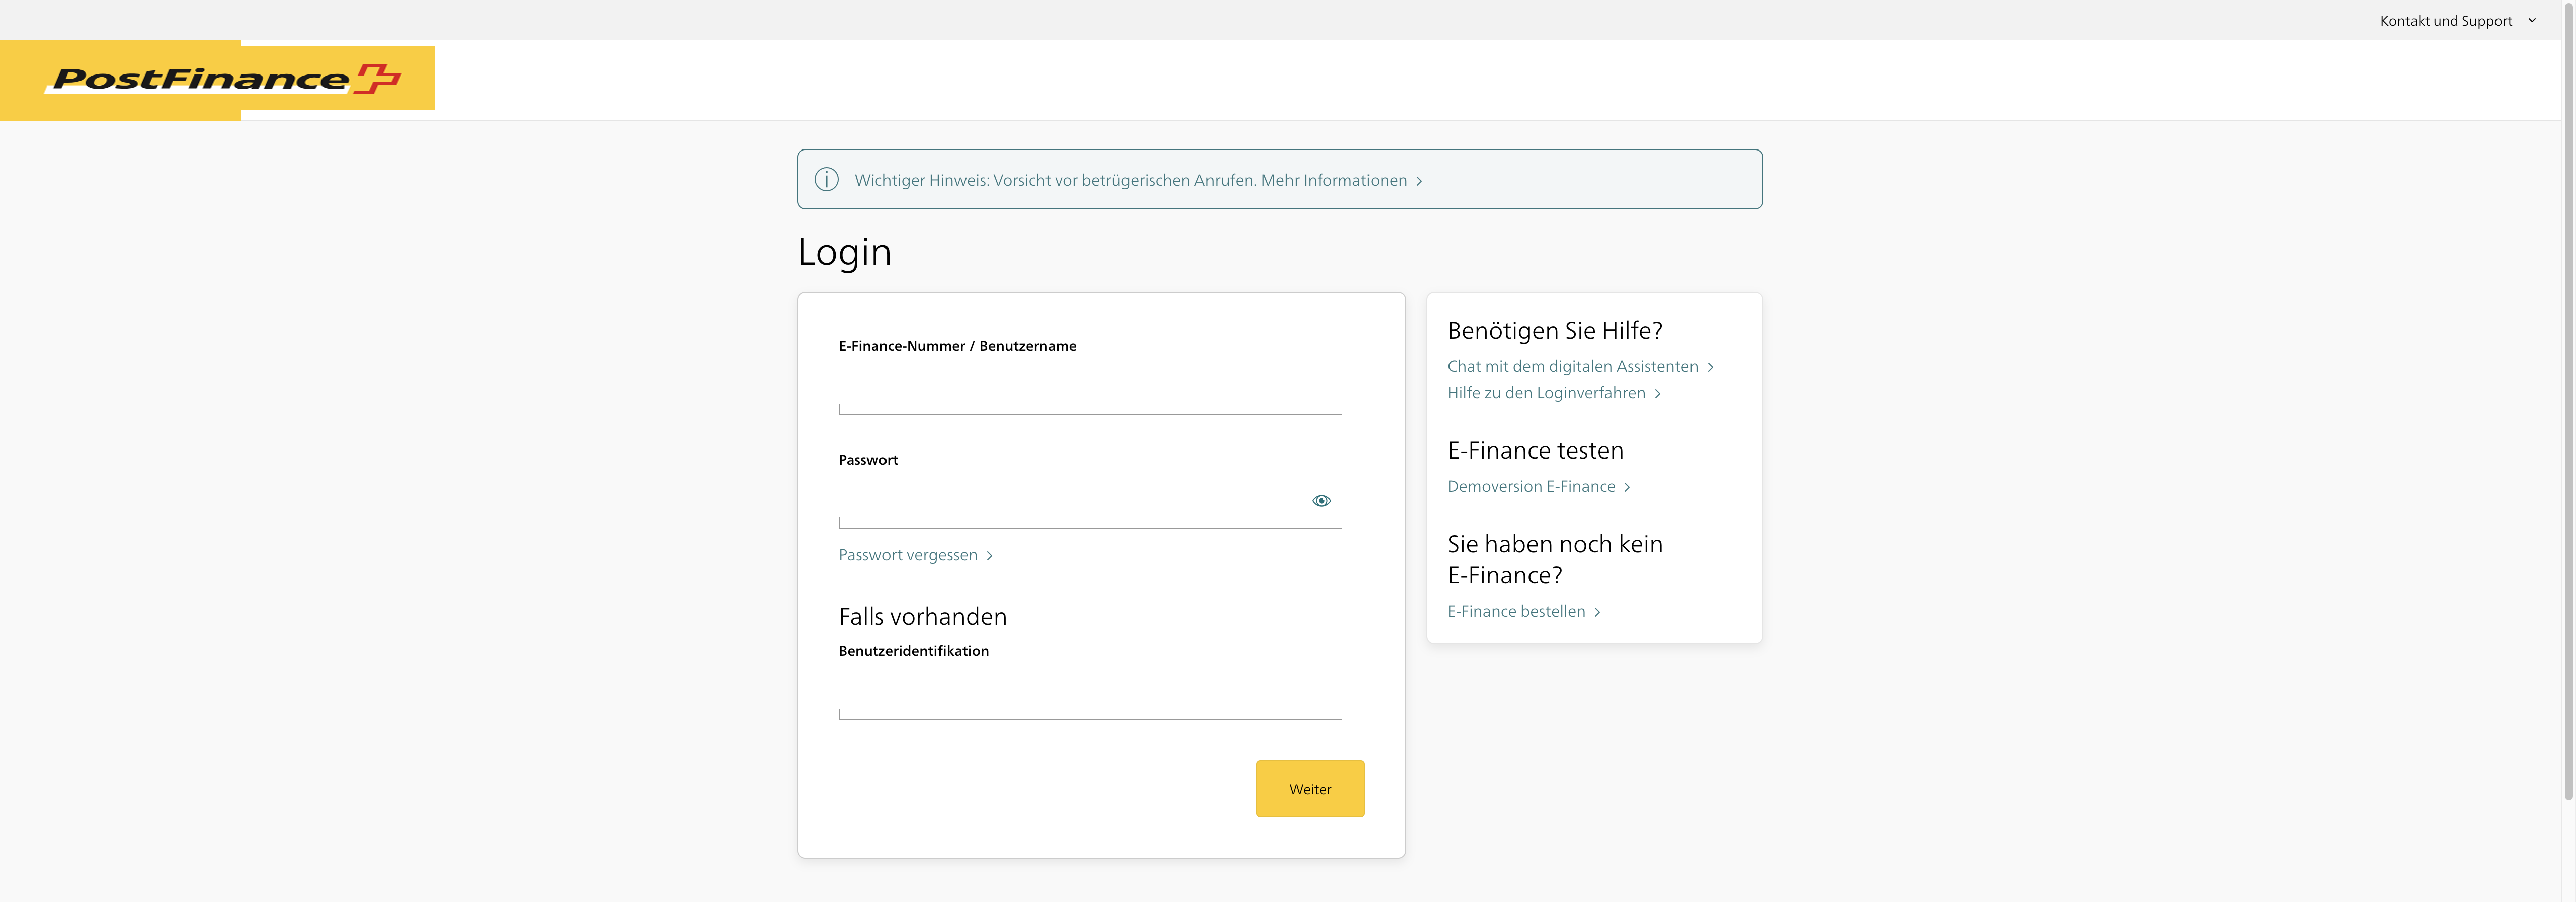 Kontakt und Support
PostFinance
Wichtiger Hinweis: Vorsicht vor betrügerischen Anrufen. Mehr Informationen
Login
E-Finance-Nummer / Benutzername
Passwort
Passwort vergessen
Falls vorhanden
Benutzeridentifikation
Weiter
Benötigen Sie Hilfe?
Chat mit dem digitalen Assistenten
Hilfe zu den Loginverfahren
E-Finance testen
Demoversion E-Finance
Sie haben noch kein
E-Finance?
E-Finance bestellen